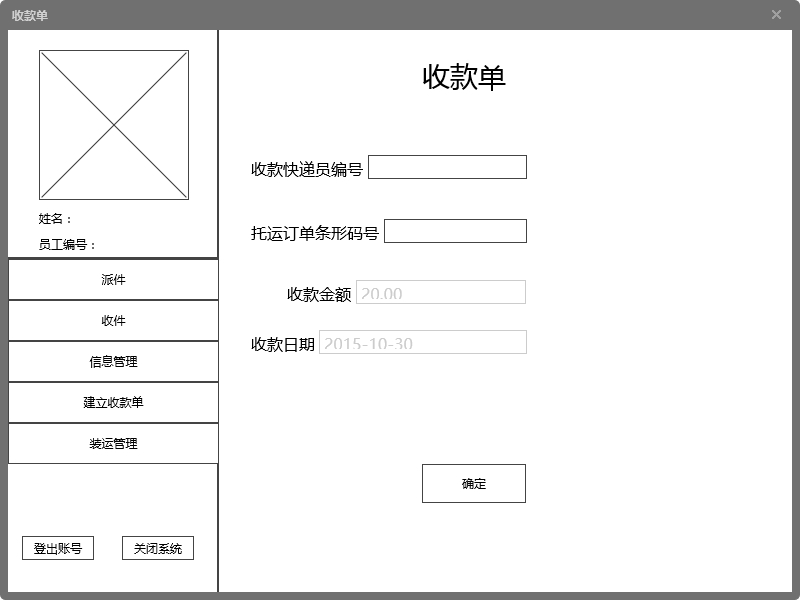 收款单
姓名：
员工编号：
派件
收件
信息管理
建立收款单
装运管理
登出账号
关闭系统
收款单
收款快递员编号
托运订单条形码号
收款金额 20.00
收款日期 2015-10-30
确定